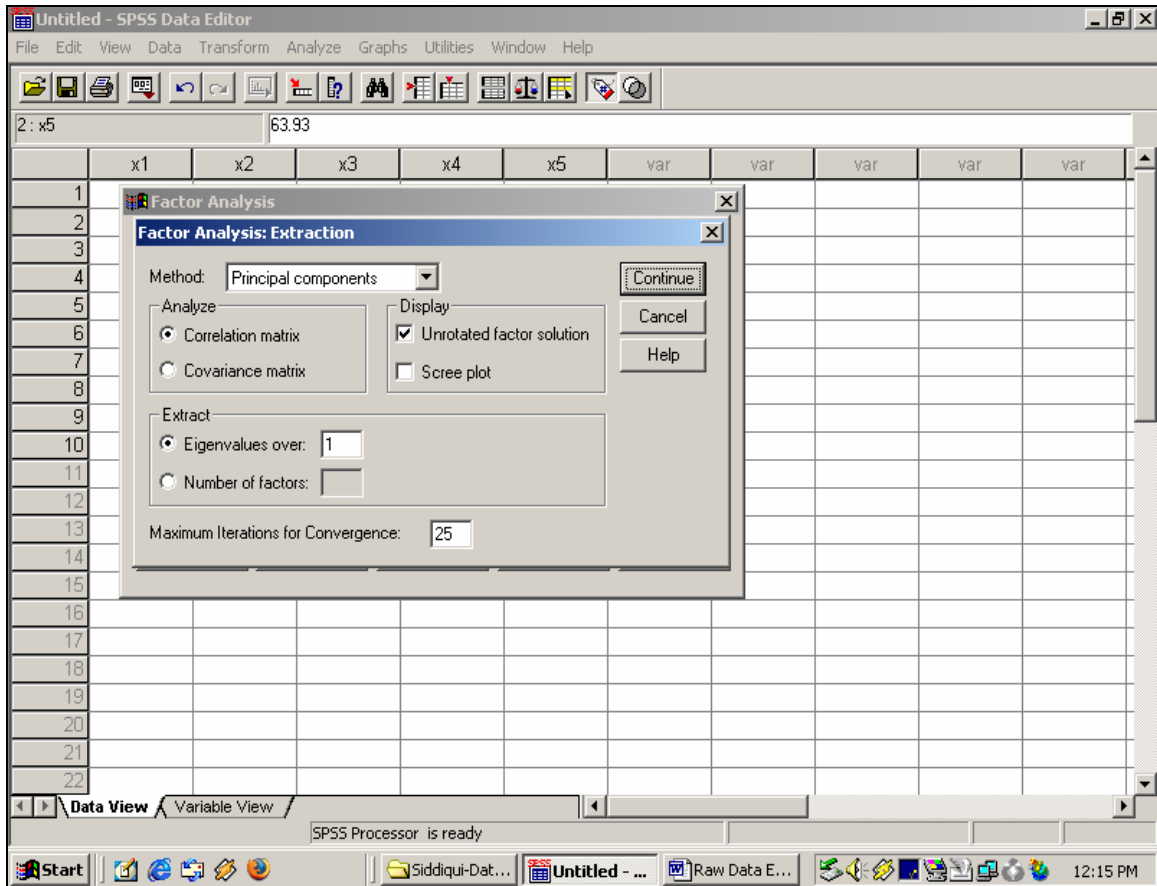 Untitled - SPSS Data Editor
File Edit View Data Transform Analyze Graphs Utilities Window Help
2 : x5 63.93
x1 x2 x3 x4 x5 var var var var var
1
2
3
4
5
6
7
8
9
10
11
12
13
14
15
16
17
18
19
20
21
22
Factor Analysis
Factor Analysis: Extraction
Method: Principal components
Continue
Analyze
Display
Cancel
Correlation matrix
Unrotated factor solution
Help
Covariance matrix
Scree plot
Extract
Eigenvalues over: 1
Number of factors:
Maximum Iterations for Convergence: 25
Data View Variable View
SPSS Processor is ready
Start Siddiqui-Dat... Untitled - ... Raw Data E... 12:15 PM